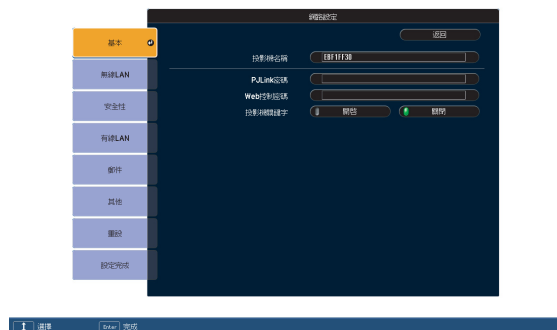 網路設定
返回
基本
投影機名稱 EBF1FF30
無線LAN
PJLink密碼
Web控制密碼
安全性
投影機關鍵字 開啓 關閉
有線LAN
郵件
其他
重設
設定完成
選擇 Enter 完成